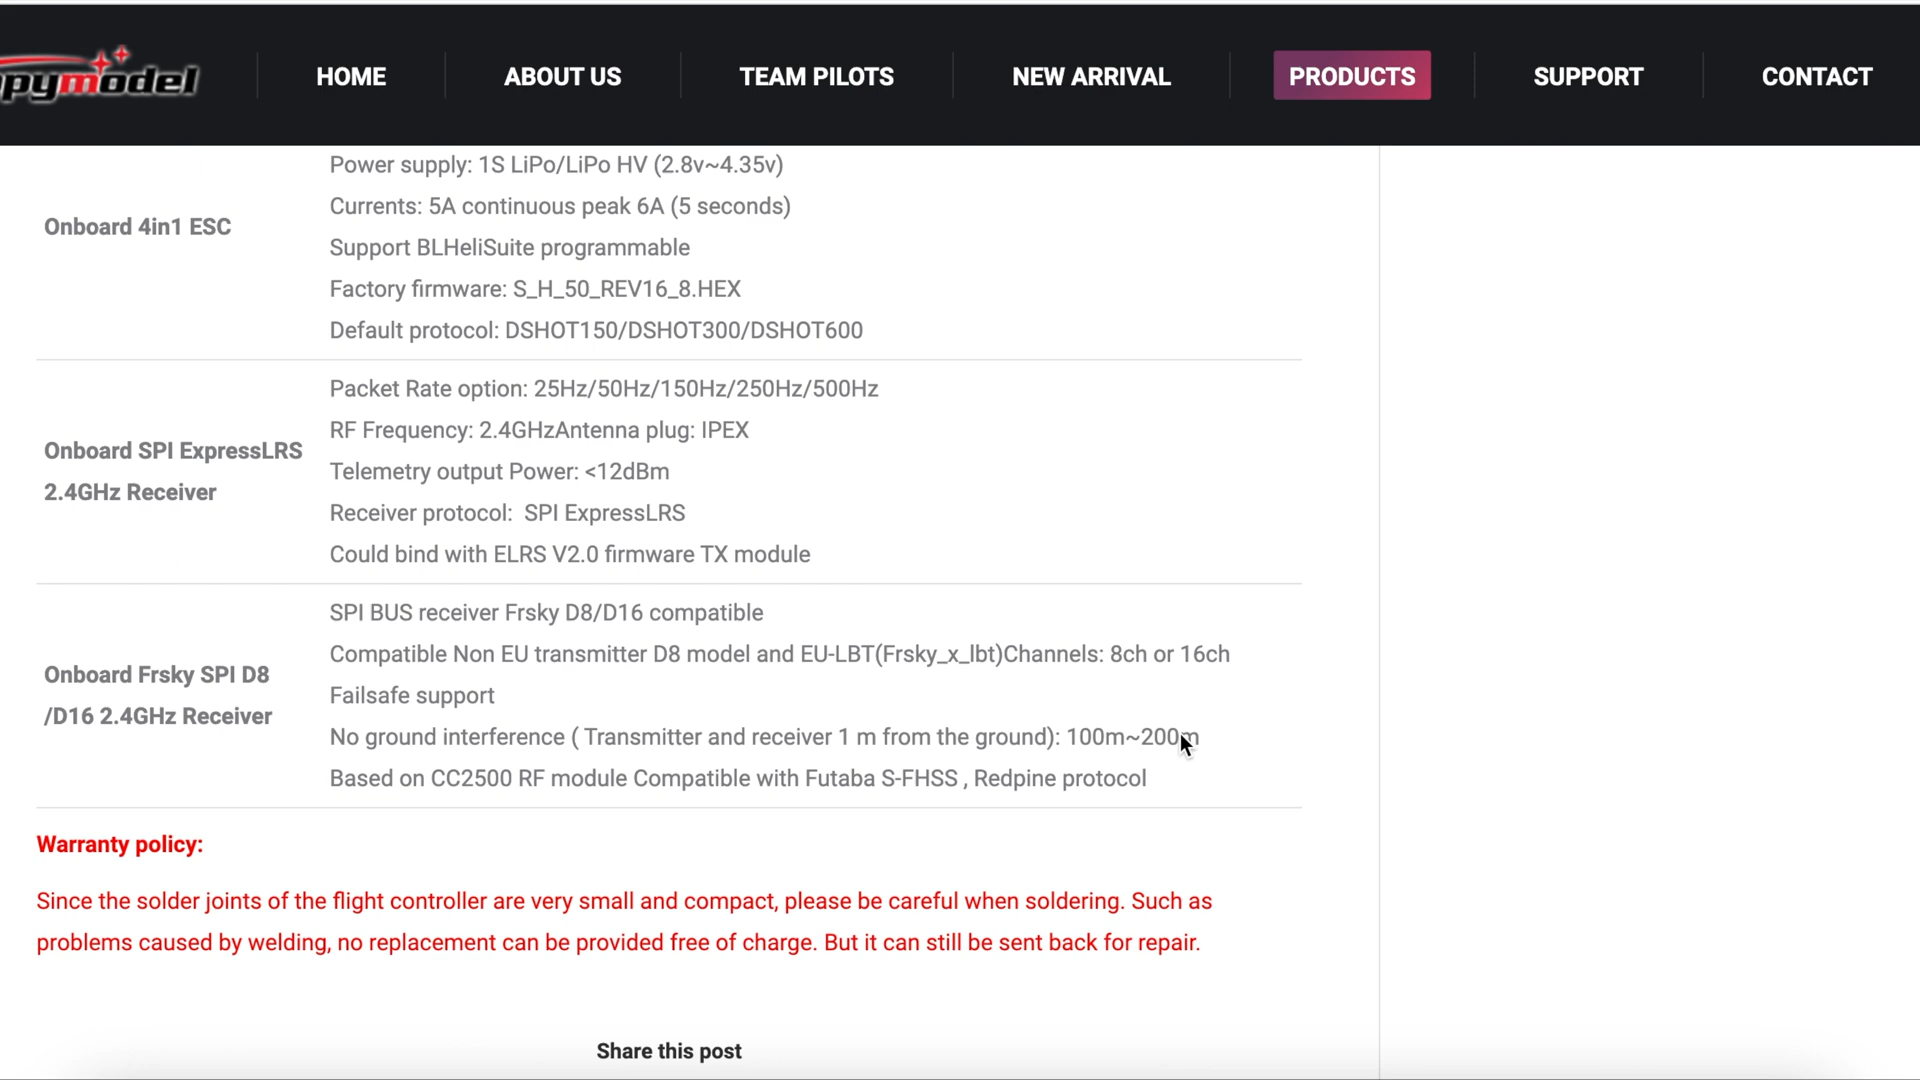 pymodel
HOME
ABOUT US
TEAM PILOTS
NEW ARRIVAL
PRODUCTS
SUPPORT
CONTACT
Onboard 4in1 ESC
Power supply: 1S LiPo/LiPo HV (2.8v~4.35v)
Currents: 5A continuous peak 6A (5 seconds)
Support BLHeliSuite programmable
Factory firmware: S_H_50_REV16_8.HEX
Default protocol: DSHOT150/DSHOT300/DSHOT600
Onboard SPI ExpressLRS
2.4GHz Receiver
Packet Rate option: 25Hz/50Hz/150Hz/250Hz/500Hz
RF Frequency: 2.4GHzAntenna plug: IPEX
Telemetry output Power: <12dBm
Receiver protocol:  SPI ExpressLRS
Could bind with ELRS V2.0 firmware TX module
Onboard Frsky SPI D8
/D16 2.4GHz Receiver
SPI BUS receiver Frsky D8/D16 compatible
Compatible Non EU transmitter D8 model and EU-LBT(Frsky_x_lbt)Channels: 8ch or 16ch
Failsafe support
No ground interference ( Transmitter and receiver 1 m from the ground): 100m~200m
Based on CC2500 RF module Compatible with Futaba S-FHSS , Redpine protocol
Warranty policy:
Since the solder joints of the flight controller are very small and compact, please be careful when soldering. Such as
problems caused by welding, no replacement can be provided free of charge. But it can still be sent back for repair.
Share this post